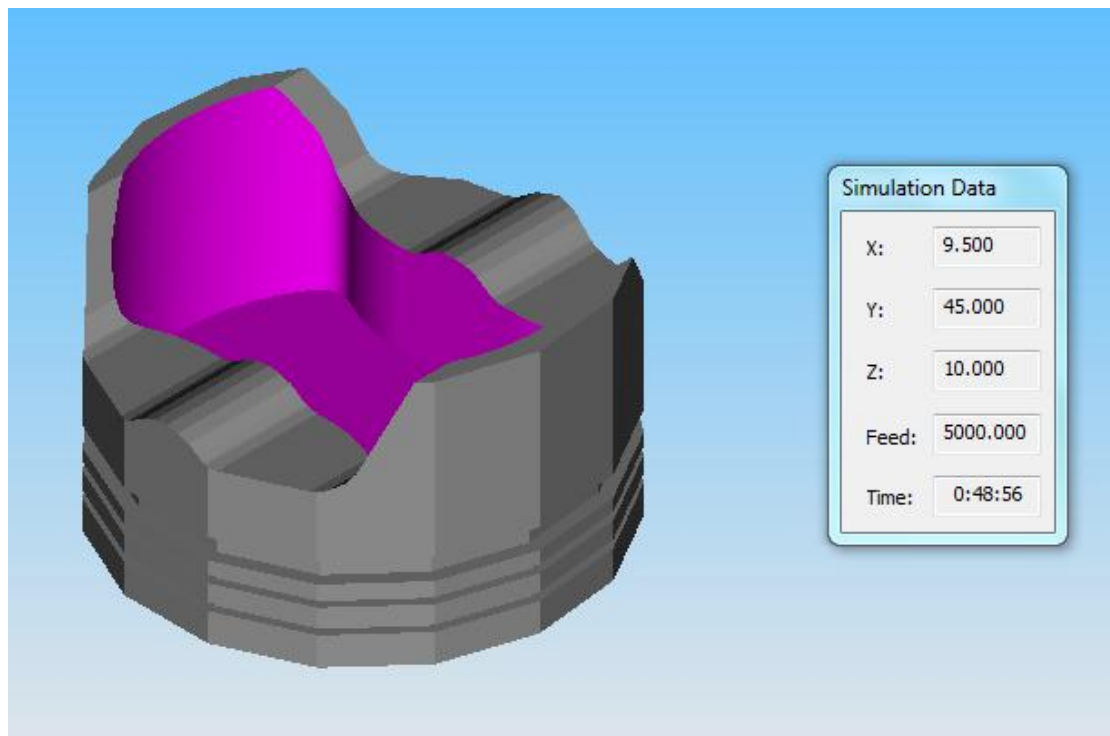 Simulation Data
X: 9.500
Y: 45.000
Z: 10.000
Feed: 5000.000
Time: 0:48:56